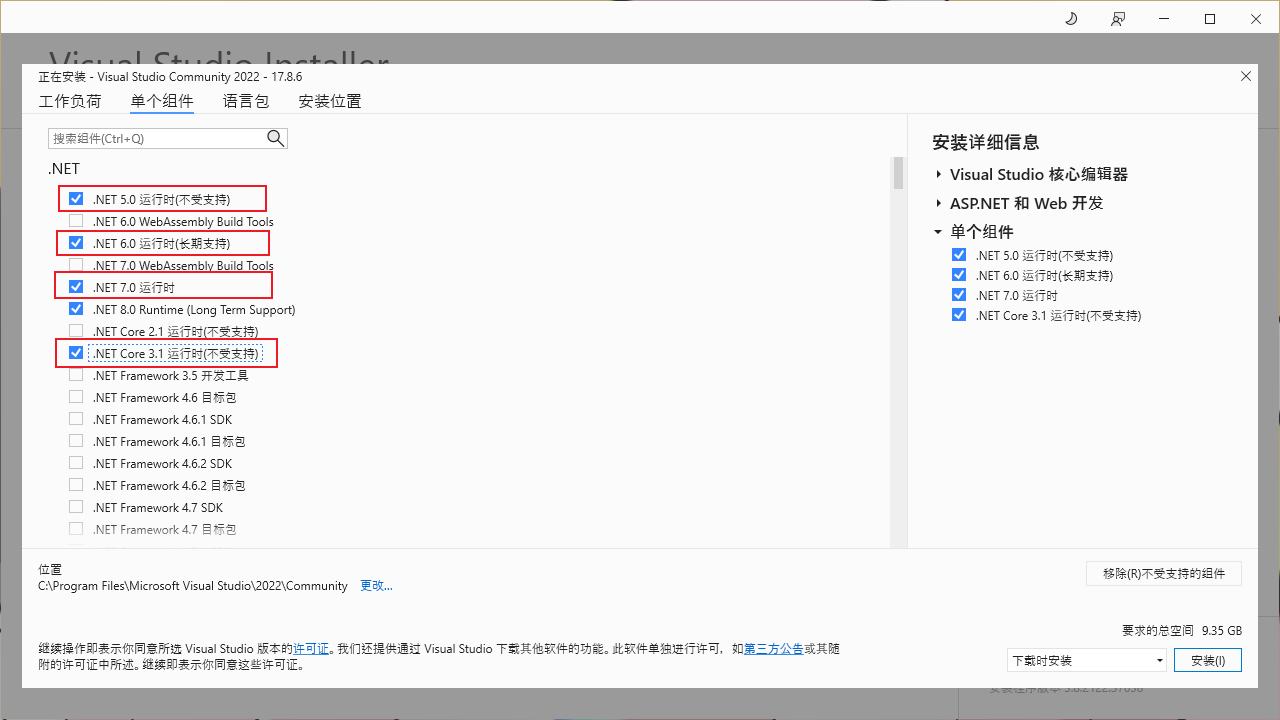 Visual Studio Installer
正在安装 - Visual Studio Community 2022 - 17.8.6
工作负荷 单个组件 语言包 安装位置
搜索组件(Ctrl+Q)
.NET
.NET 5.0 运行时(不受支持)
.NET 6.0 WebAssembly Build Tools
.NET 6.0 运行时(长期支持)
.NET 7.0 WebAssembly Build Tools
.NET 7.0 运行时
.NET 8.0 Runtime (Long Term Support)
.NET Core 2.1 运行时(不受支持)
.NET Core 3.1 运行时(不受支持)
.NET Framework 3.5 开发工具
.NET Framework 4.6 目标包
.NET Framework 4.6.1 SDK
.NET Framework 4.6.1 目标包
.NET Framework 4.6.2 SDK
.NET Framework 4.6.2 目标包
.NET Framework 4.7 SDK
.NET Framework 4.7 目标包
安装详细信息
Visual Studio 核心编辑器
ASP.NET 和 Web 开发
单个组件
.NET 5.0 运行时(不受支持)
.NET 6.0 运行时(长期支持)
.NET 7.0 运行时
.NET Core 3.1 运行时(不受支持)
位置
C:\Program Files\Microsoft Visual Studio\2022\Community 更改...
移除(R)不受支持的组件
要求的总空间 9.35 GB
继续操作即表示你同意所选 Visual Studio 版本的许可证。我们还提供通过 Visual Studio 下载其他软件的功能。此软件单独进行许可，如第三方公告或其随
附的许可证中所述。继续即表示你同意这些许可证。
下载时安装 安装(I)